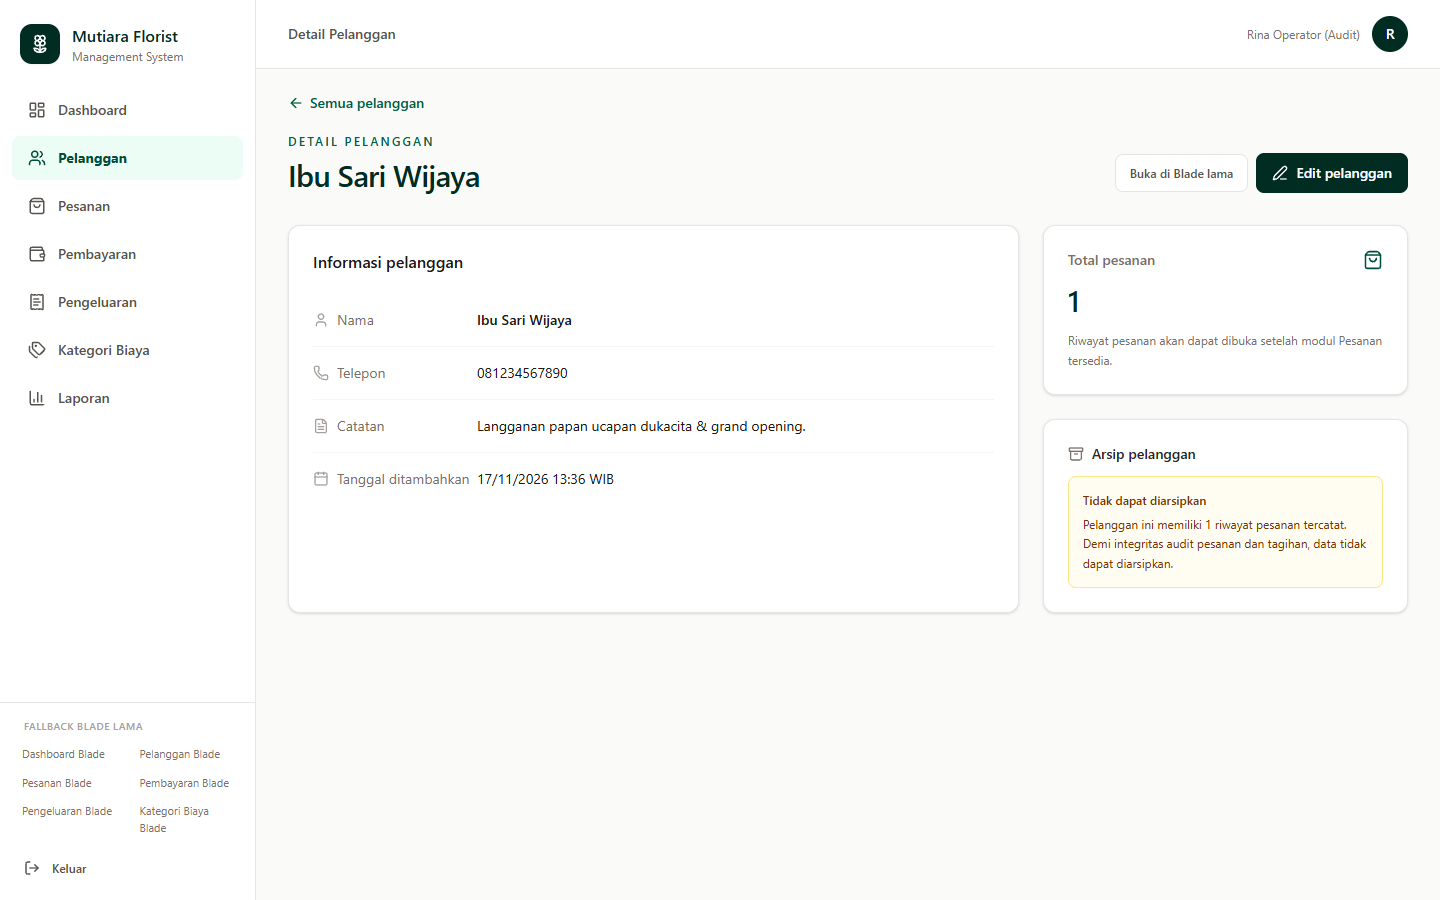 Mutiara Florist
Management System
Dashboard
Pelanggan
Pesanan
Pembayaran
Pengeluaran
Kategori Biaya
Laporan
FALLBACK BLADE LAMA
Dashboard Blade
Pelanggan Blade
Pesanan Blade
Pembayaran Blade
Pengeluaran Blade
Kategori Biaya
Blade
Keluar
Detail Pelanggan
Rina Operator (Audit)
R
Semua pelanggan
DETAIL PELANGGAN
Ibu Sari Wijaya
Buka di Blade lama
Edit pelanggan
Informasi pelanggan
Nama Ibu Sari Wijaya
Telepon 081234567890
Catatan Langganan papan ucapan dukacita & grand opening.
Tanggal ditambahkan 17/11/2026 13:36 WIB
Total pesanan
1
Riwayat pesanan akan dapat dibuka setelah modul Pesanan
tersedia.
Arsip pelanggan
Tidak dapat diarsipkan
Pelanggan ini memiliki 1 riwayat pesanan tercatat.
Demi integritas audit pesanan dan tagihan, data tidak
dapat diarsipkan.